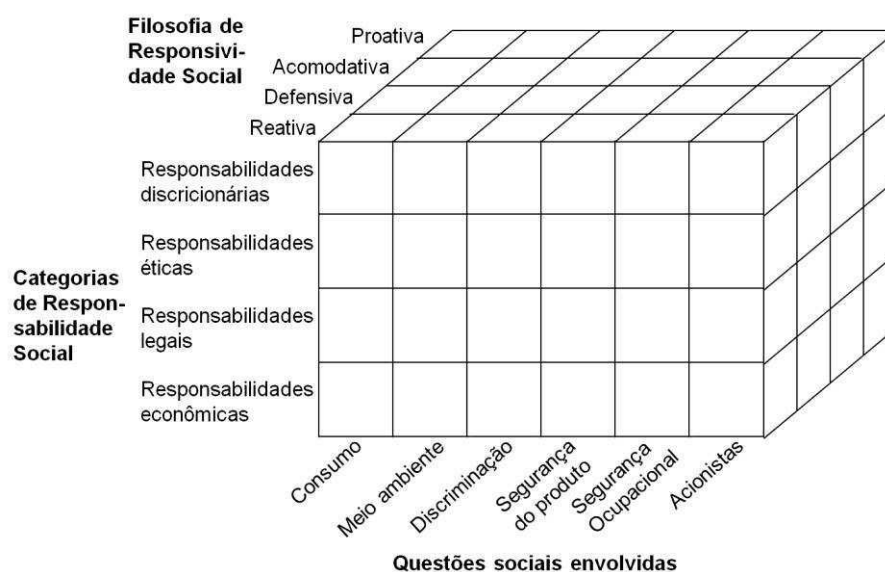 Filosofia de
Responsivi-
dade Social
Proativa
Acomodativa
Defensiva
Reativa
Responsabilidades
discricionárias
Responsabilidades
éticas
Categorias
de Respon-
sabilidade
Social
Responsabilidades
legais
Responsabilidades
econômicas
Consumo
Meio ambiente
Discriminação
Segurança
do produto
Segurança
Ocupacional
Acionistas
Questões sociais envolvidas